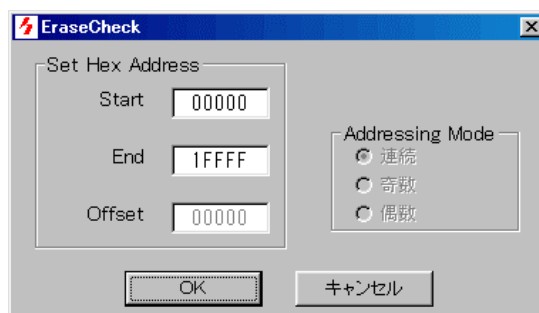 EraseCheck
Set Hex Address
Start 00000
End 1FFFF
Offset 00000
Addressing Mode
連続
奇数
偶数
OK キャンセル